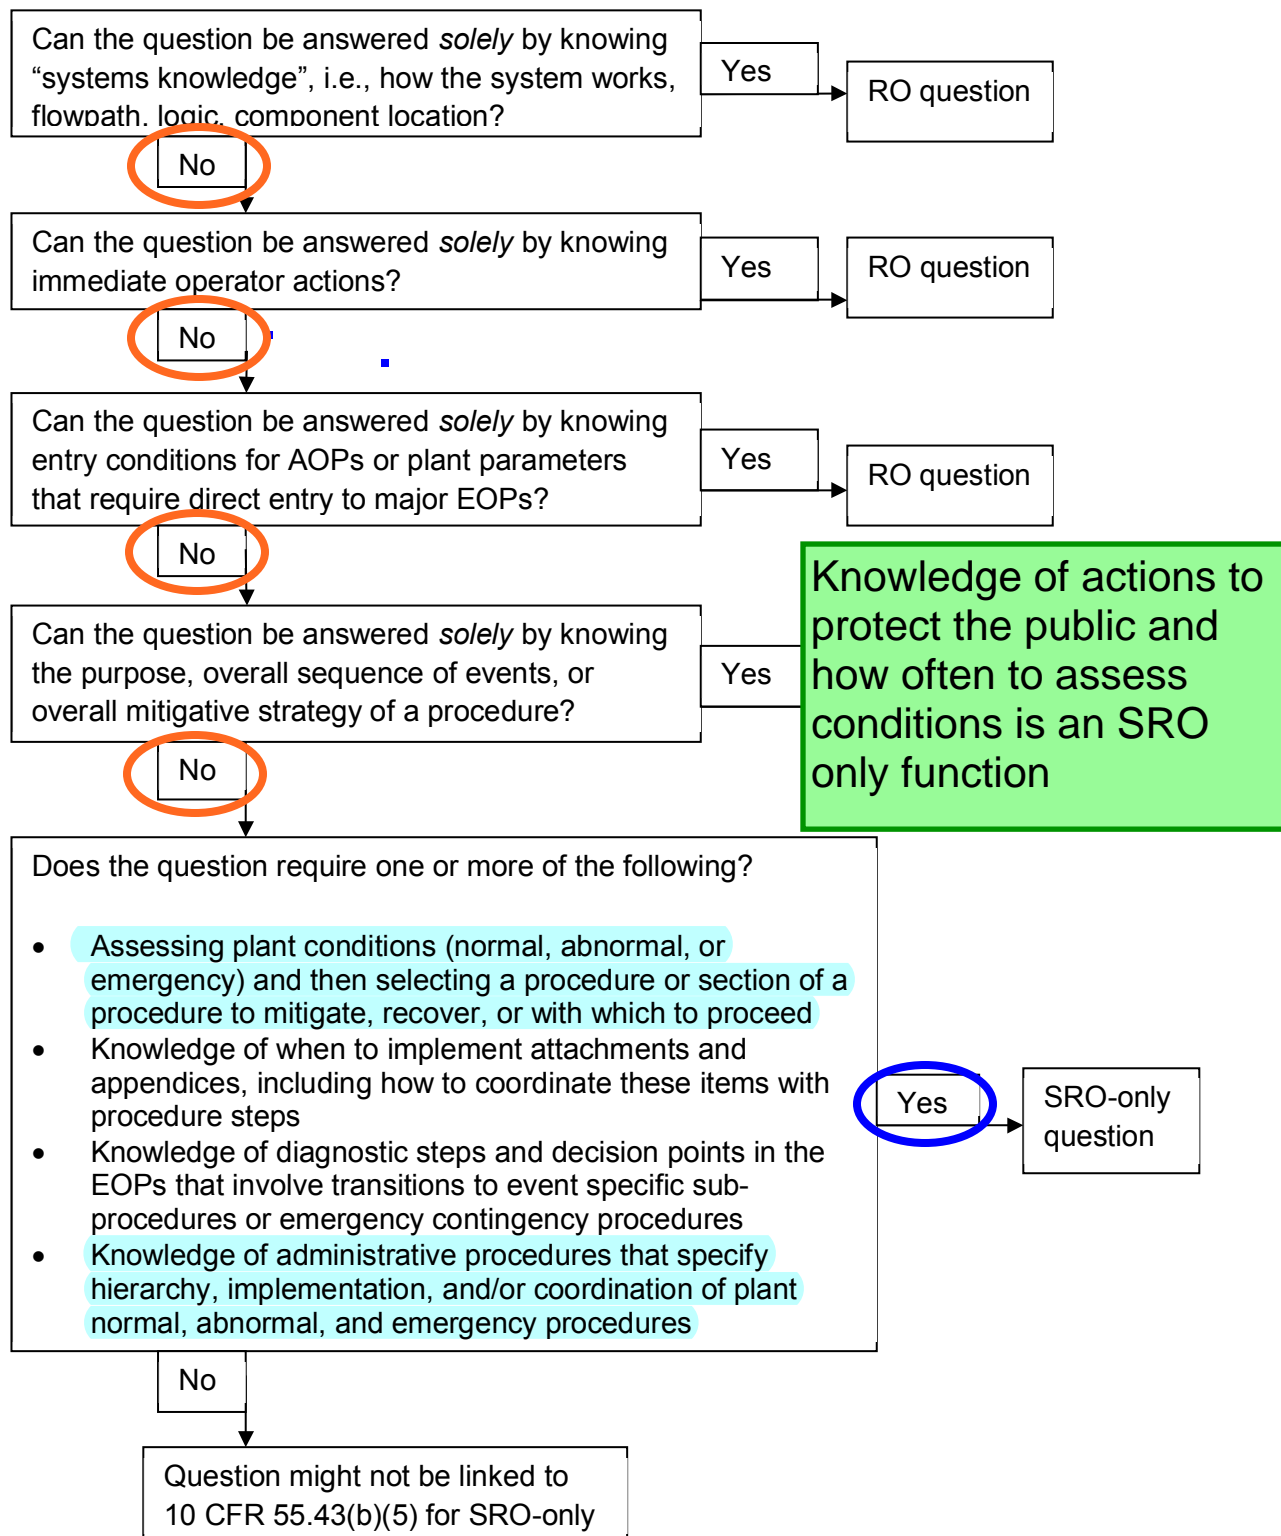 Can the question be answered solely by knowing
“systems knowledge”, i.e., how the system works,
flowpath, logic, component location?
Yes
RO question
No
Can the question be answered solely by knowing
immediate operator actions?
Yes
RO question
No
Can the question be answered solely by knowing
entry conditions for AOPs or plant parameters
that require direct entry to major EOPs?
Yes
RO question
No
Can the question be answered solely by knowing
the purpose, overall sequence of events, or
overall mitigative strategy of a procedure?
Yes
Knowledge of actions to
protect the public and
how often to assess
conditions is an SRO
only function
No
Does the question require one or more of the following?
• Assessing plant conditions (normal, abnormal, or
emergency) and then selecting a procedure or section of a
procedure to mitigate, recover, or with which to proceed
• Knowledge of when to implement attachments and
appendices, including how to coordinate these items with
procedure steps
• Knowledge of diagnostic steps and decision points in the
EOPs that involve transitions to event specific sub-
procedures or emergency contingency procedures
• Knowledge of administrative procedures that specify
hierarchy, implementation, and/or coordination of plant
normal, abnormal, and emergency procedures
Yes
SRO-only
question
No
Question might not be linked to
10 CFR 55.43(b)(5) for SRO-only